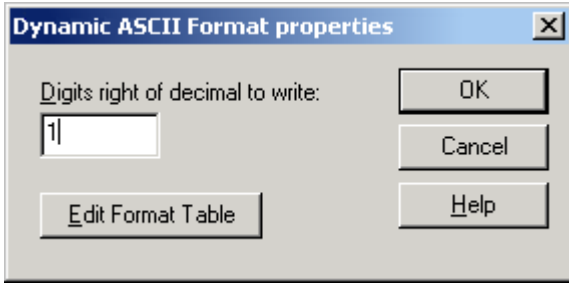 Dynamic ASCII Format properties
Digits right of decimal to write:
1
OK
Cancel
Edit Format Table
Help